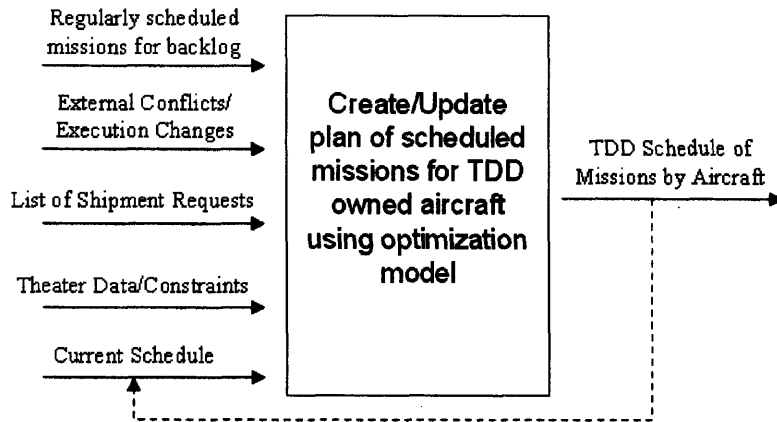 Regularly scheduled
missions for backlog
External Conflicts/
Execution Changes
List of Shipment Requests
Theater Data/Constraints
Current Schedule
Create/Update
plan of scheduled
missions for TDD
owned aircraft
using optimization
model
TDD Schedule of
Missions by Aircraft